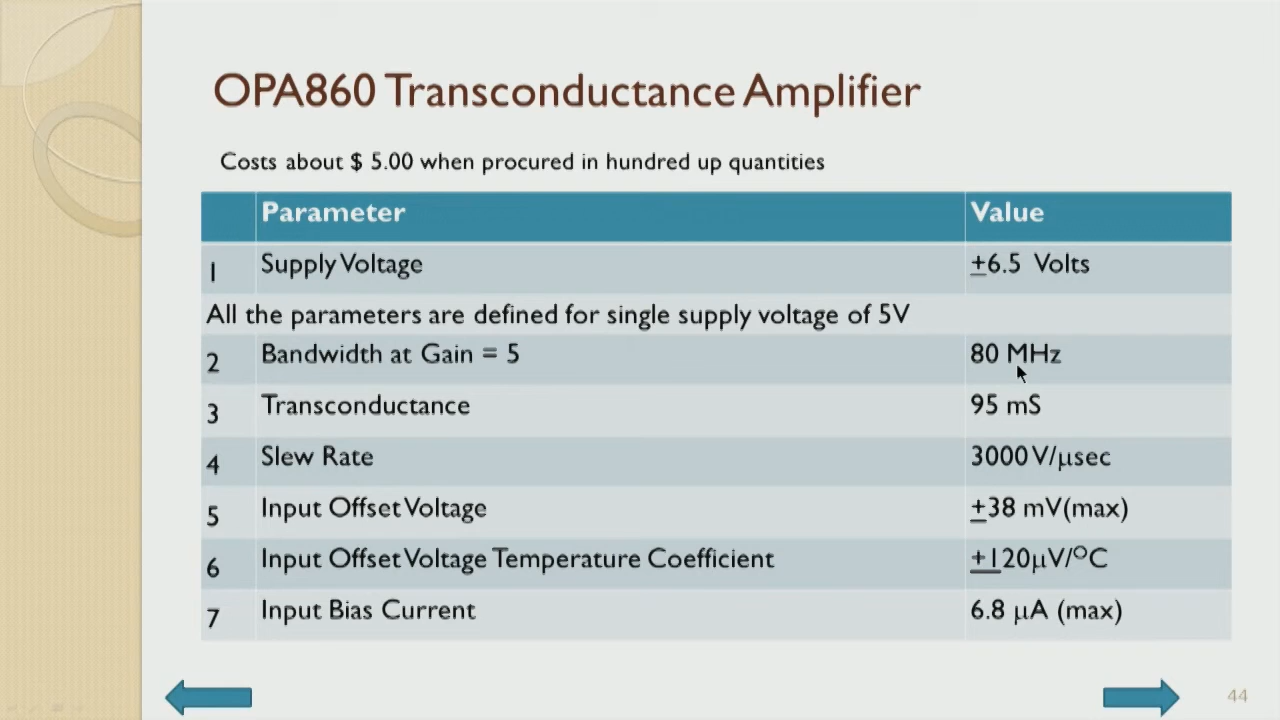 OPA860 Transconductance Amplifier
Costs about $ 5.00 when procured in hundred up quantities
Parameter Value
1 Supply Voltage ±6.5 Volts
All the parameters are defined for single supply voltage of 5V
2 Bandwidth at Gain = 5 80 MHz
3 Transconductance 95 mS
4 Slew Rate 3000 V/μsec
5 Input Offset Voltage ±38 mV(max)
6 Input Offset Voltage Temperature Coefficient ±120μV/°C
7 Input Bias Current 6.8 μA (max)
44